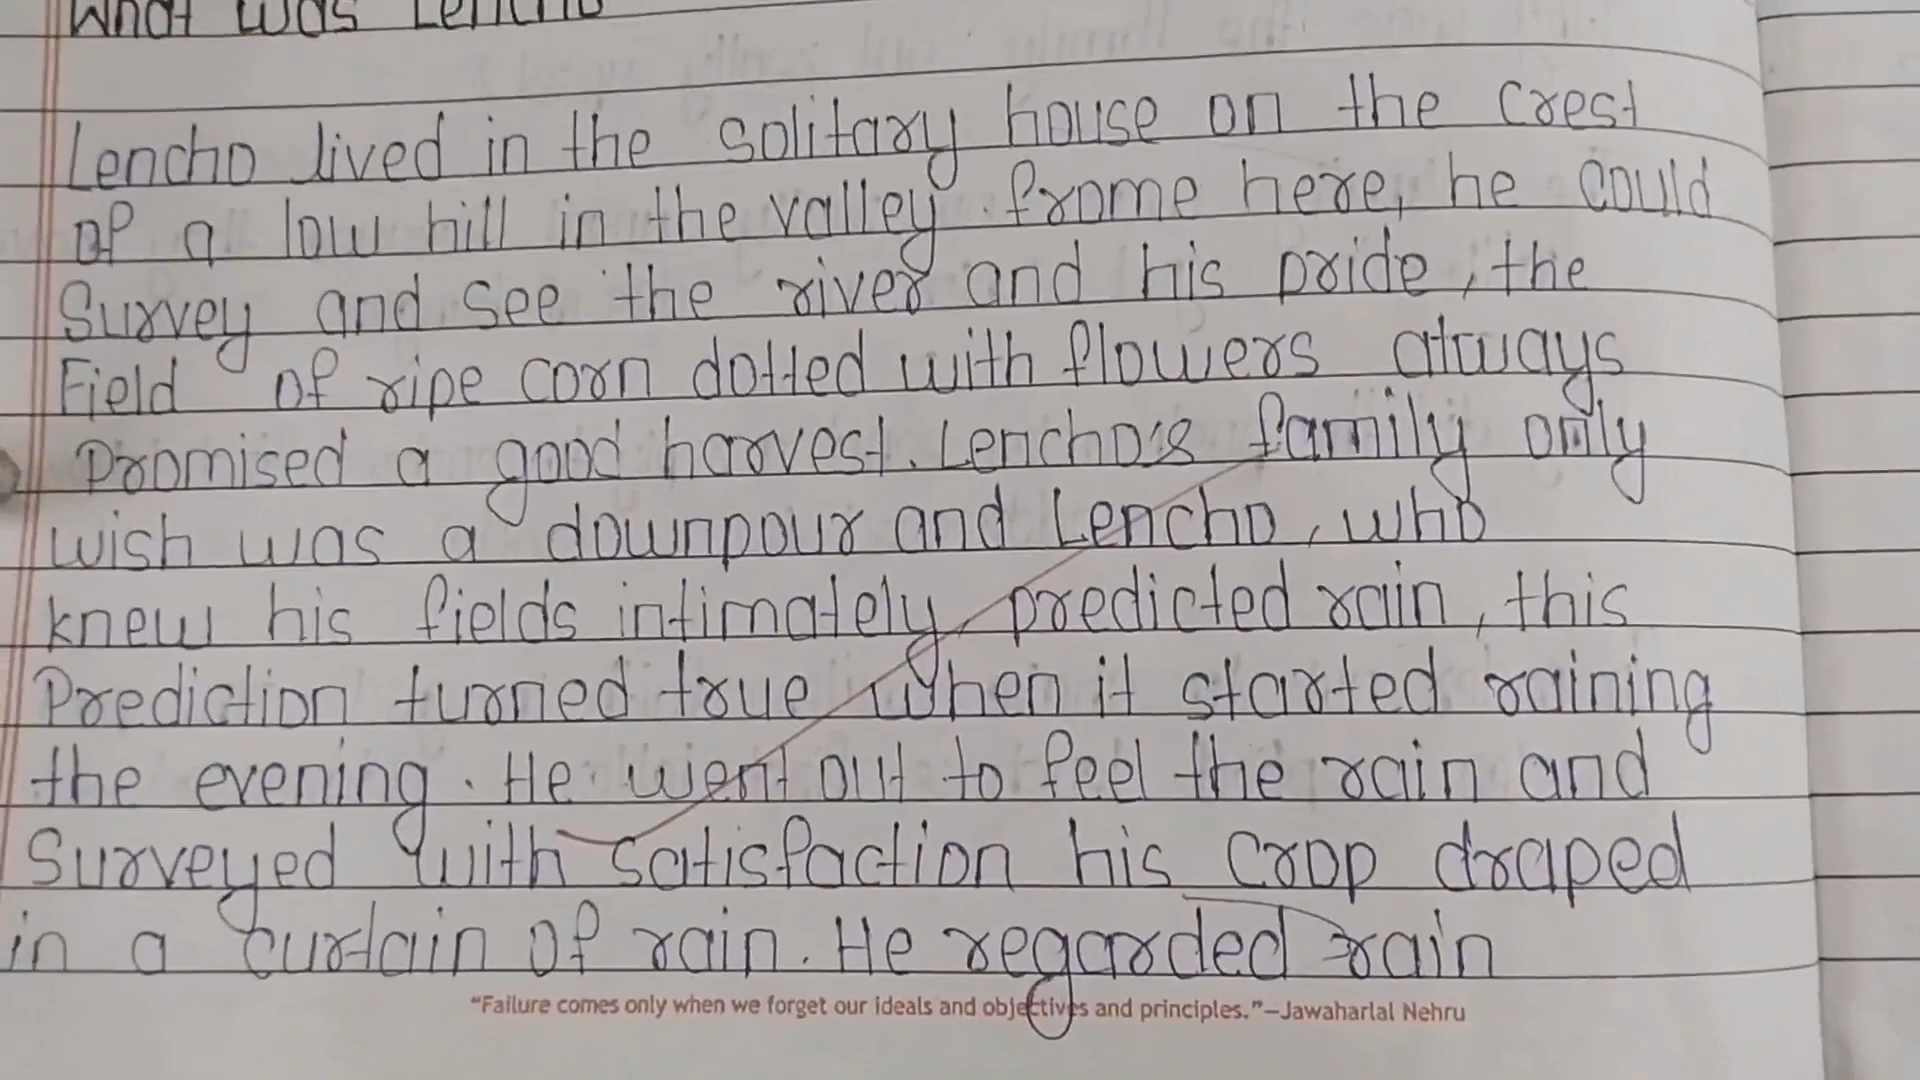 What was Lencho
Lencho lived in the solitary house on the crest
of a low hill in the valley. frome here, he could
Survey and see the river and his pride, the
Field of ripe corn dotted with flowers always
Promised a good harvest. Lencho's family only
wish was a downpour and Lencho, who
knew his fields intimately, predicted rain, this
Prediction turned true when it started raining
the evening. He went out to feel the rain and
Surveyed with satisfaction his crop draped
in a curtain of rain. He regarded rain
"Failure comes only when we forget our ideals and objectives and principles."–Jawaharlal Nehru